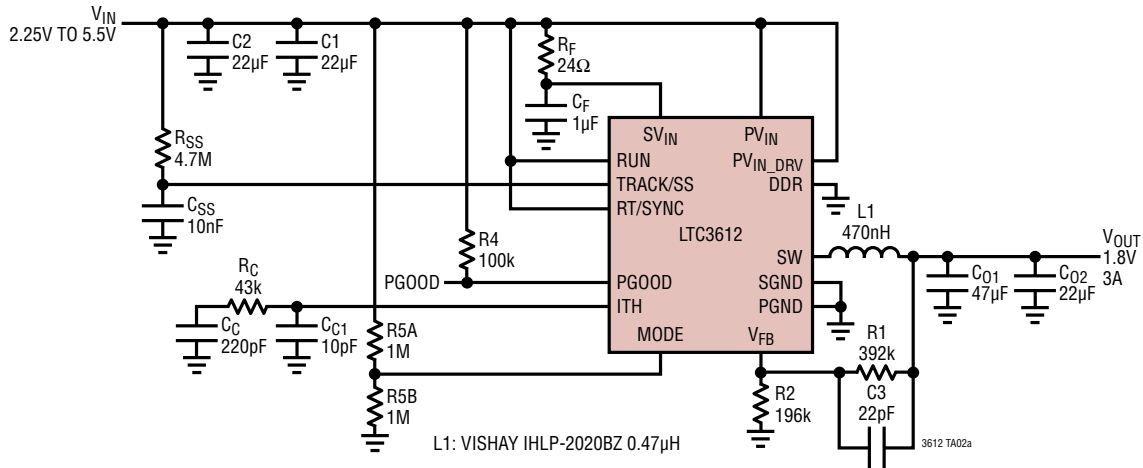 VIN
2.25V TO 5.5V
C2
22µF
C1
22µF
RF
24Ω
CF
1µF
RSS
4.7M
CSS
10nF
R4
100k
PGOOD
RC
43k
CC
220pF
CC1
10pF
R5A
1M
R5B
1M
SVIN
PVIN
RUN
PVIN_DRV
TRACK/SS
DDR
RT/SYNC
LTC3612
SW
PGOOD
SGND
ITH
PGND
MODE
VFB
L1
470nH
VOUT
1.8V
3A
CO1
47µF
CO2
22µF
R1
392k
C3
22pF
R2
196k
L1: VISHAY IHLP-2020BZ 0.47µH
3612 TA02a